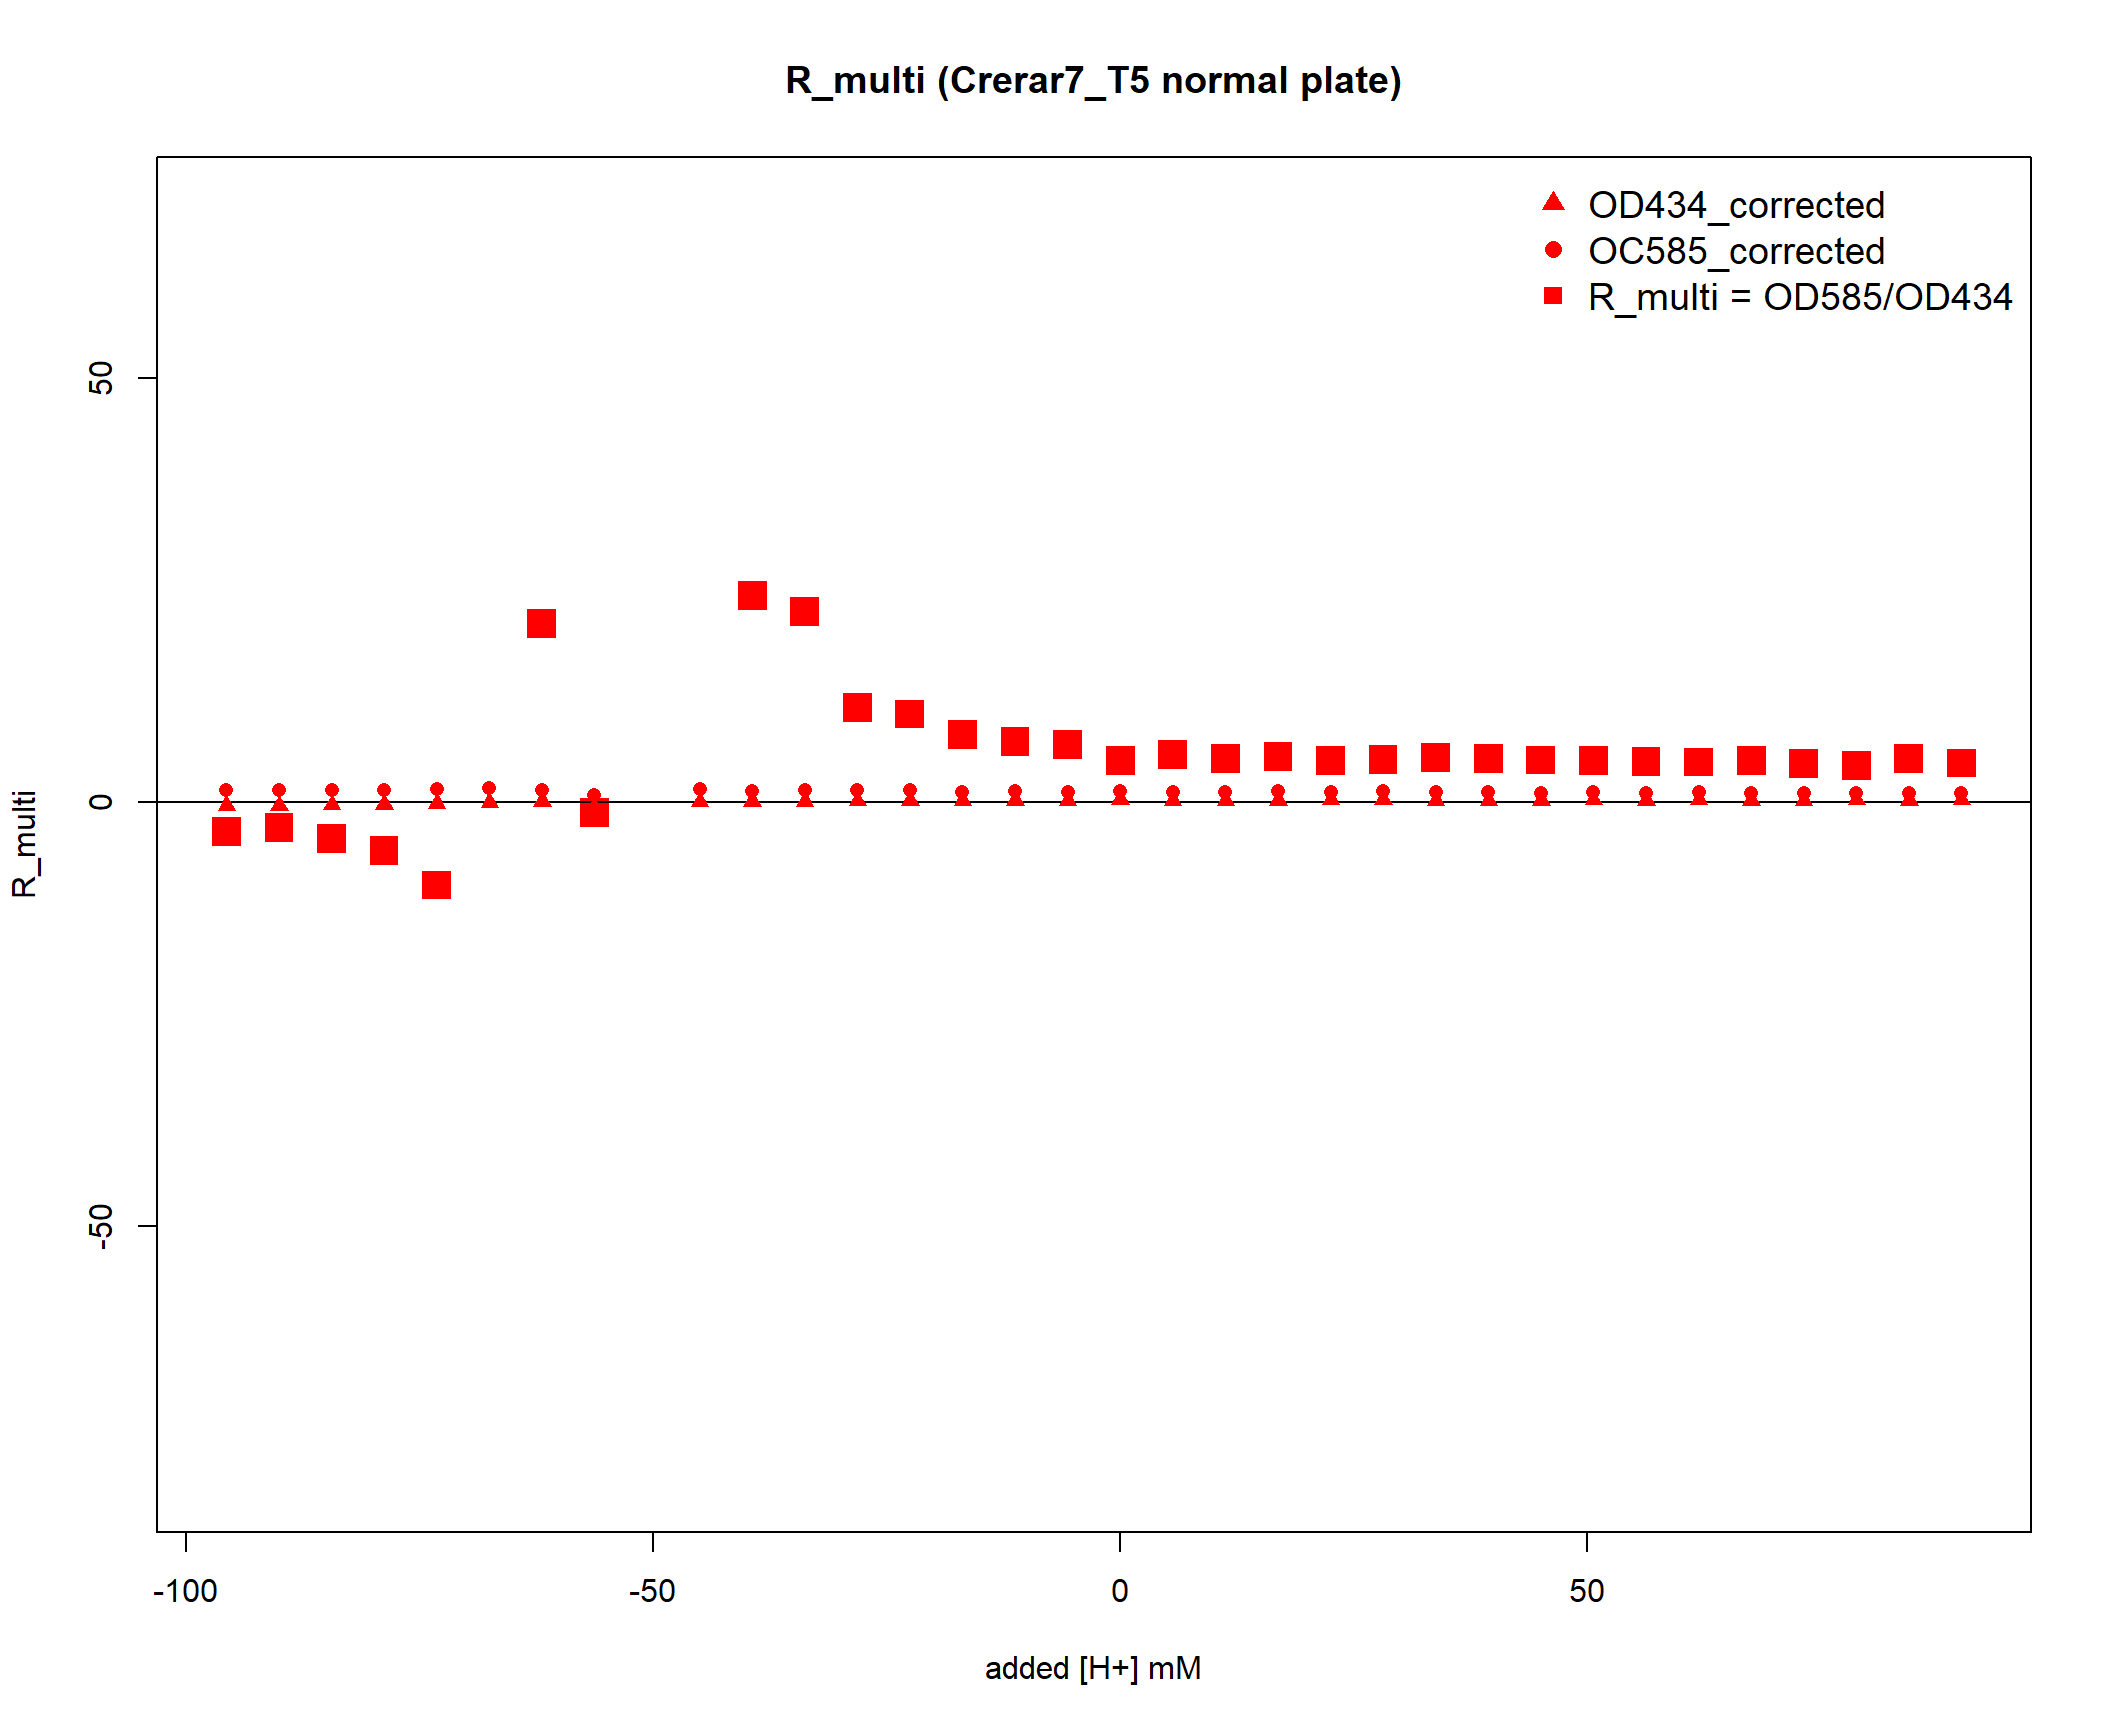 R_multi (Crerar7_T5 normal plate)
OD434_corrected
OC585_corrected
R_multi = OD585/OD434
50
0
-50
R_multi
-100
-50
0
50
added [H+] mM